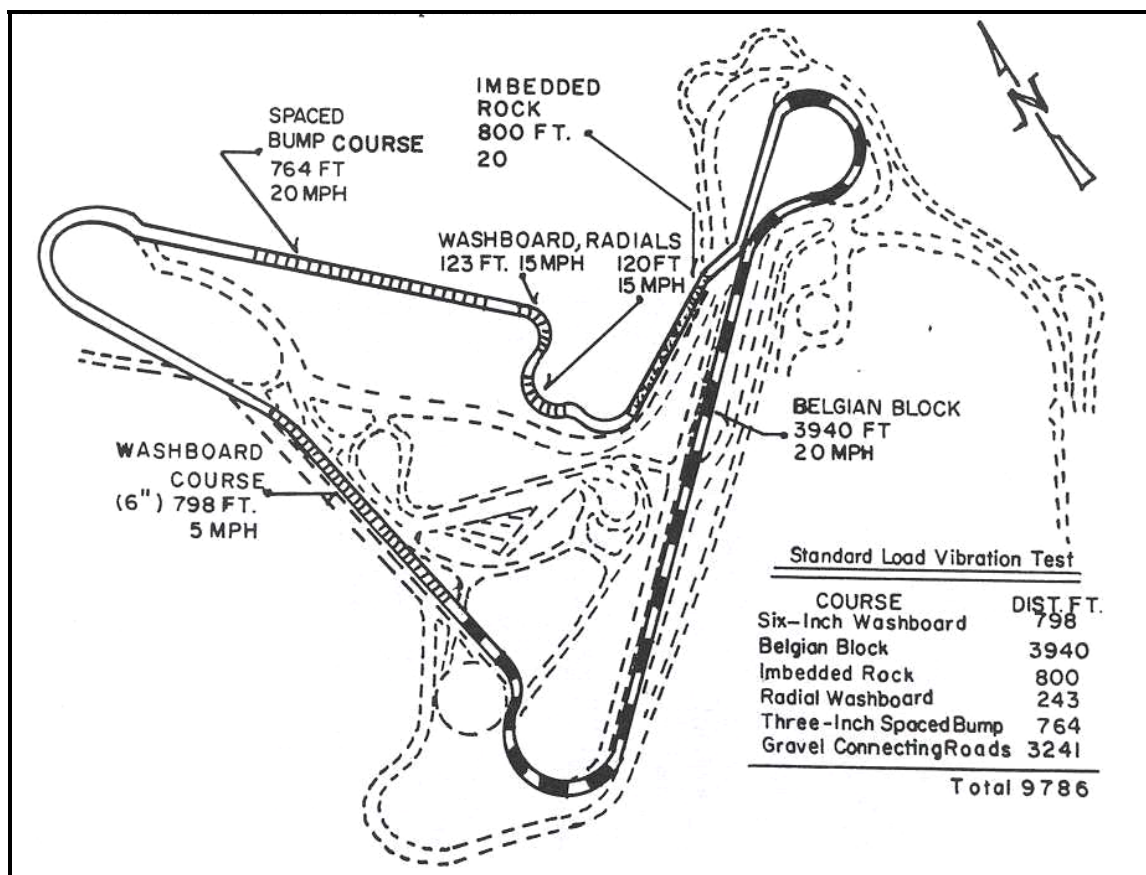 SPACED
BUMP COURSE
764 FT
20 MPH
IMBEDDED
ROCK
800 FT.
20
N
WASHBOARD, RADIALS
123 FT. 15 MPH
120 FT
15 MPH
BELGIAN BLOCK
3940 FT
20 MPH
WASHBOARD
COURSE
(6") 798 FT.
5 MPH
Standard Load Vibration Test
COURSE DIST. FT.
Six-Inch Washboard 798
Belgian Block 3940
Imbedded Rock 800
Radial Washboard 243
Three-Inch Spaced Bump 764
Gravel Connecting Roads 3241
Total 9786